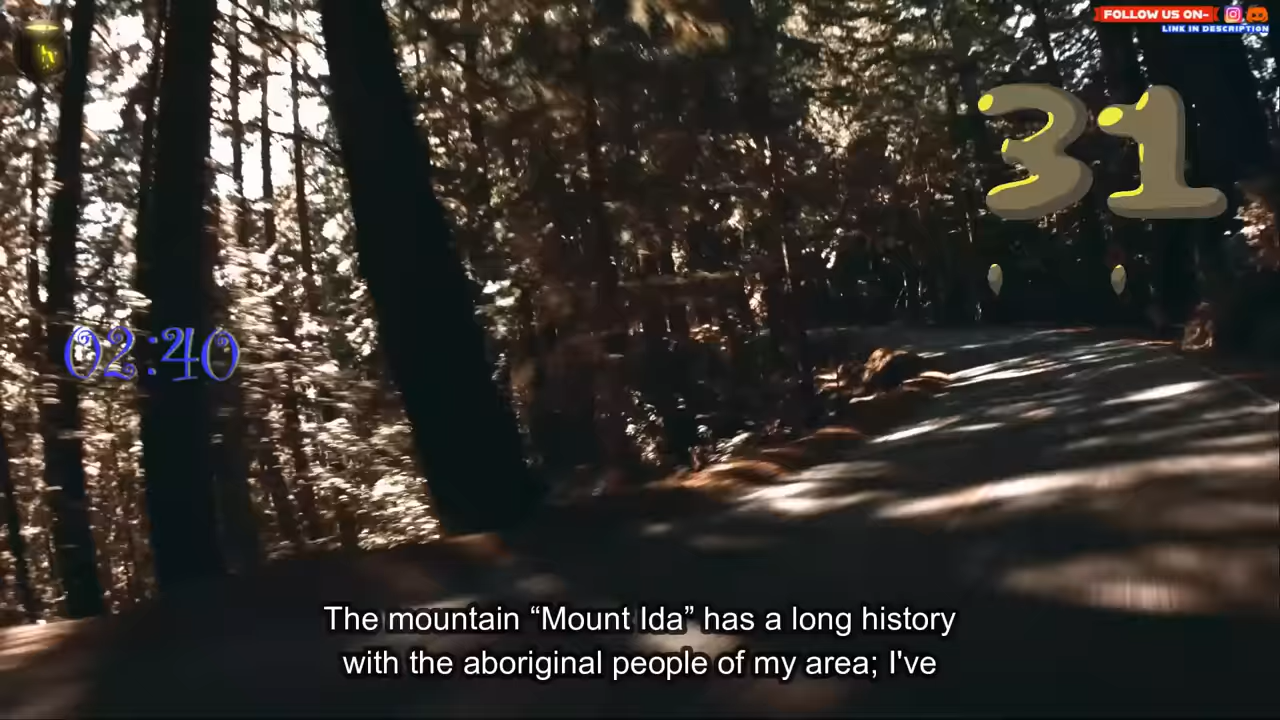 FOLLOW US ON-
LINK IN DESCRIPTION
31
02:40
The mountain “Mount Ida” has a long history
with the aboriginal people of my area; I've